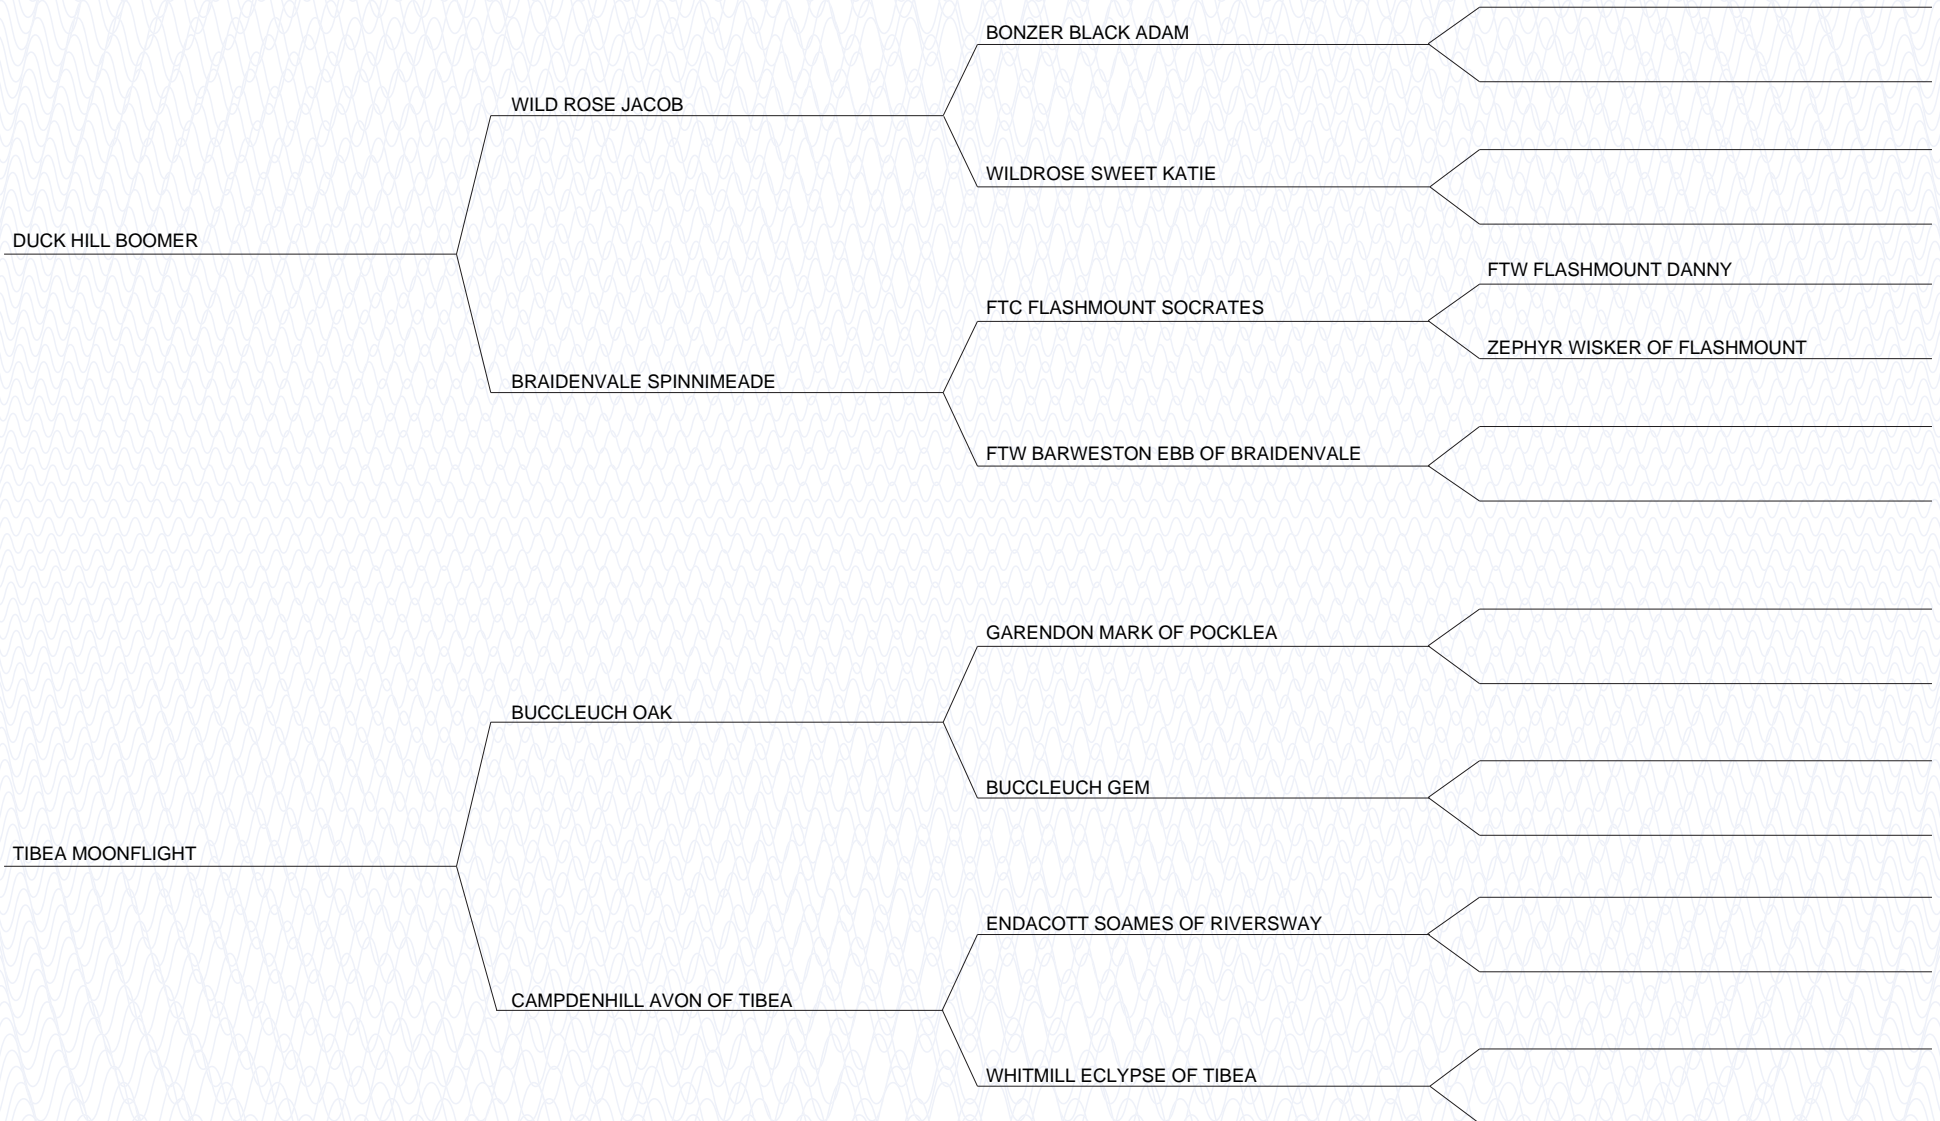 BONZER BLACK ADAM
WILD ROSE JACOB
WILDROSE SWEET KATIE
DUCK HILL BOOMER
FTW FLASHMOUNT DANNY
FTC FLASHMOUNT SOCRATES
ZEPHYR WISKER OF FLASHMOUNT
BRAIDENVALE SPINNIMEADE
FTW BARWESTON EBB OF BRAIDENVALE
GARENDON MARK OF POCKLEA
BUCCLEUCH OAK
BUCCLEUCH GEM
TIBEA MOONFLIGHT
ENDACOTT SOAMES OF RIVERSWAY
CAMPDENHILL AVON OF TIBEA
WHITMILL ECLYPSE OF TIBEA